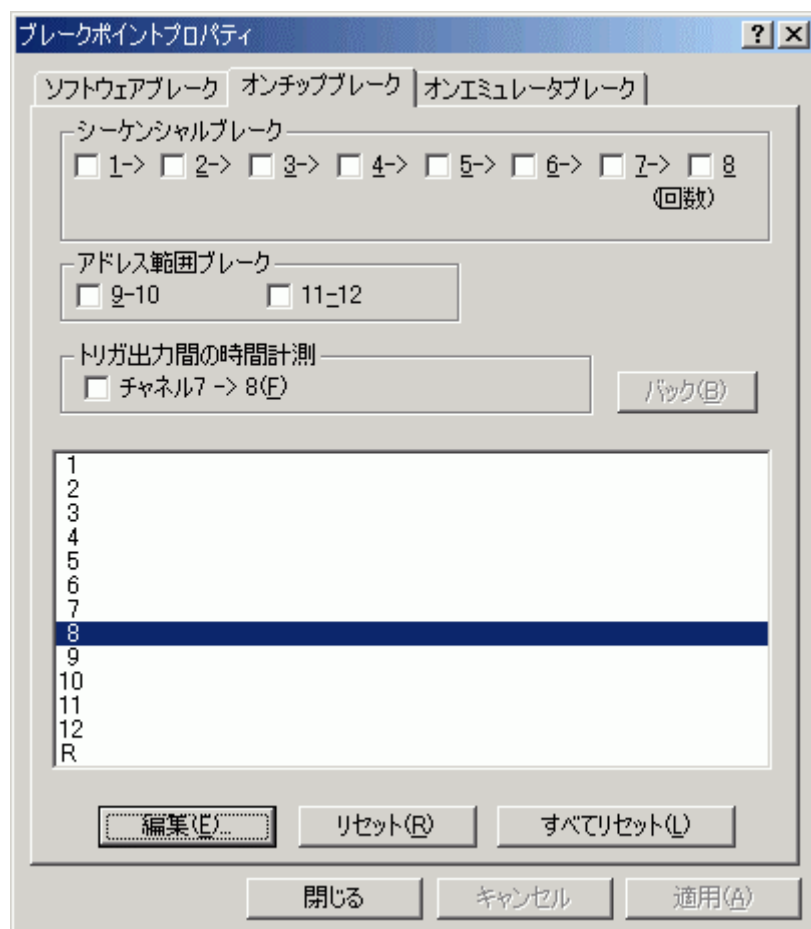 ブレークポイントプロパティ
ソフトウェアブレーク オンチップブレーク オンエミュレータブレーク
シーケンシャルブレーク
1-> 2-> 3-> 4-> 5-> 6-> 7-> 8
(回数)
アドレス範囲ブレーク
9-10 11-12
トリガ出力間の時間計測
チャネル7 -> 8(F)
バック(B)
1
2
3
4
5
6
7
8
9
10
11
12
R
編集(E)... リセット(R) すべてリセット(L)
閉じる キャンセル 適用(A)